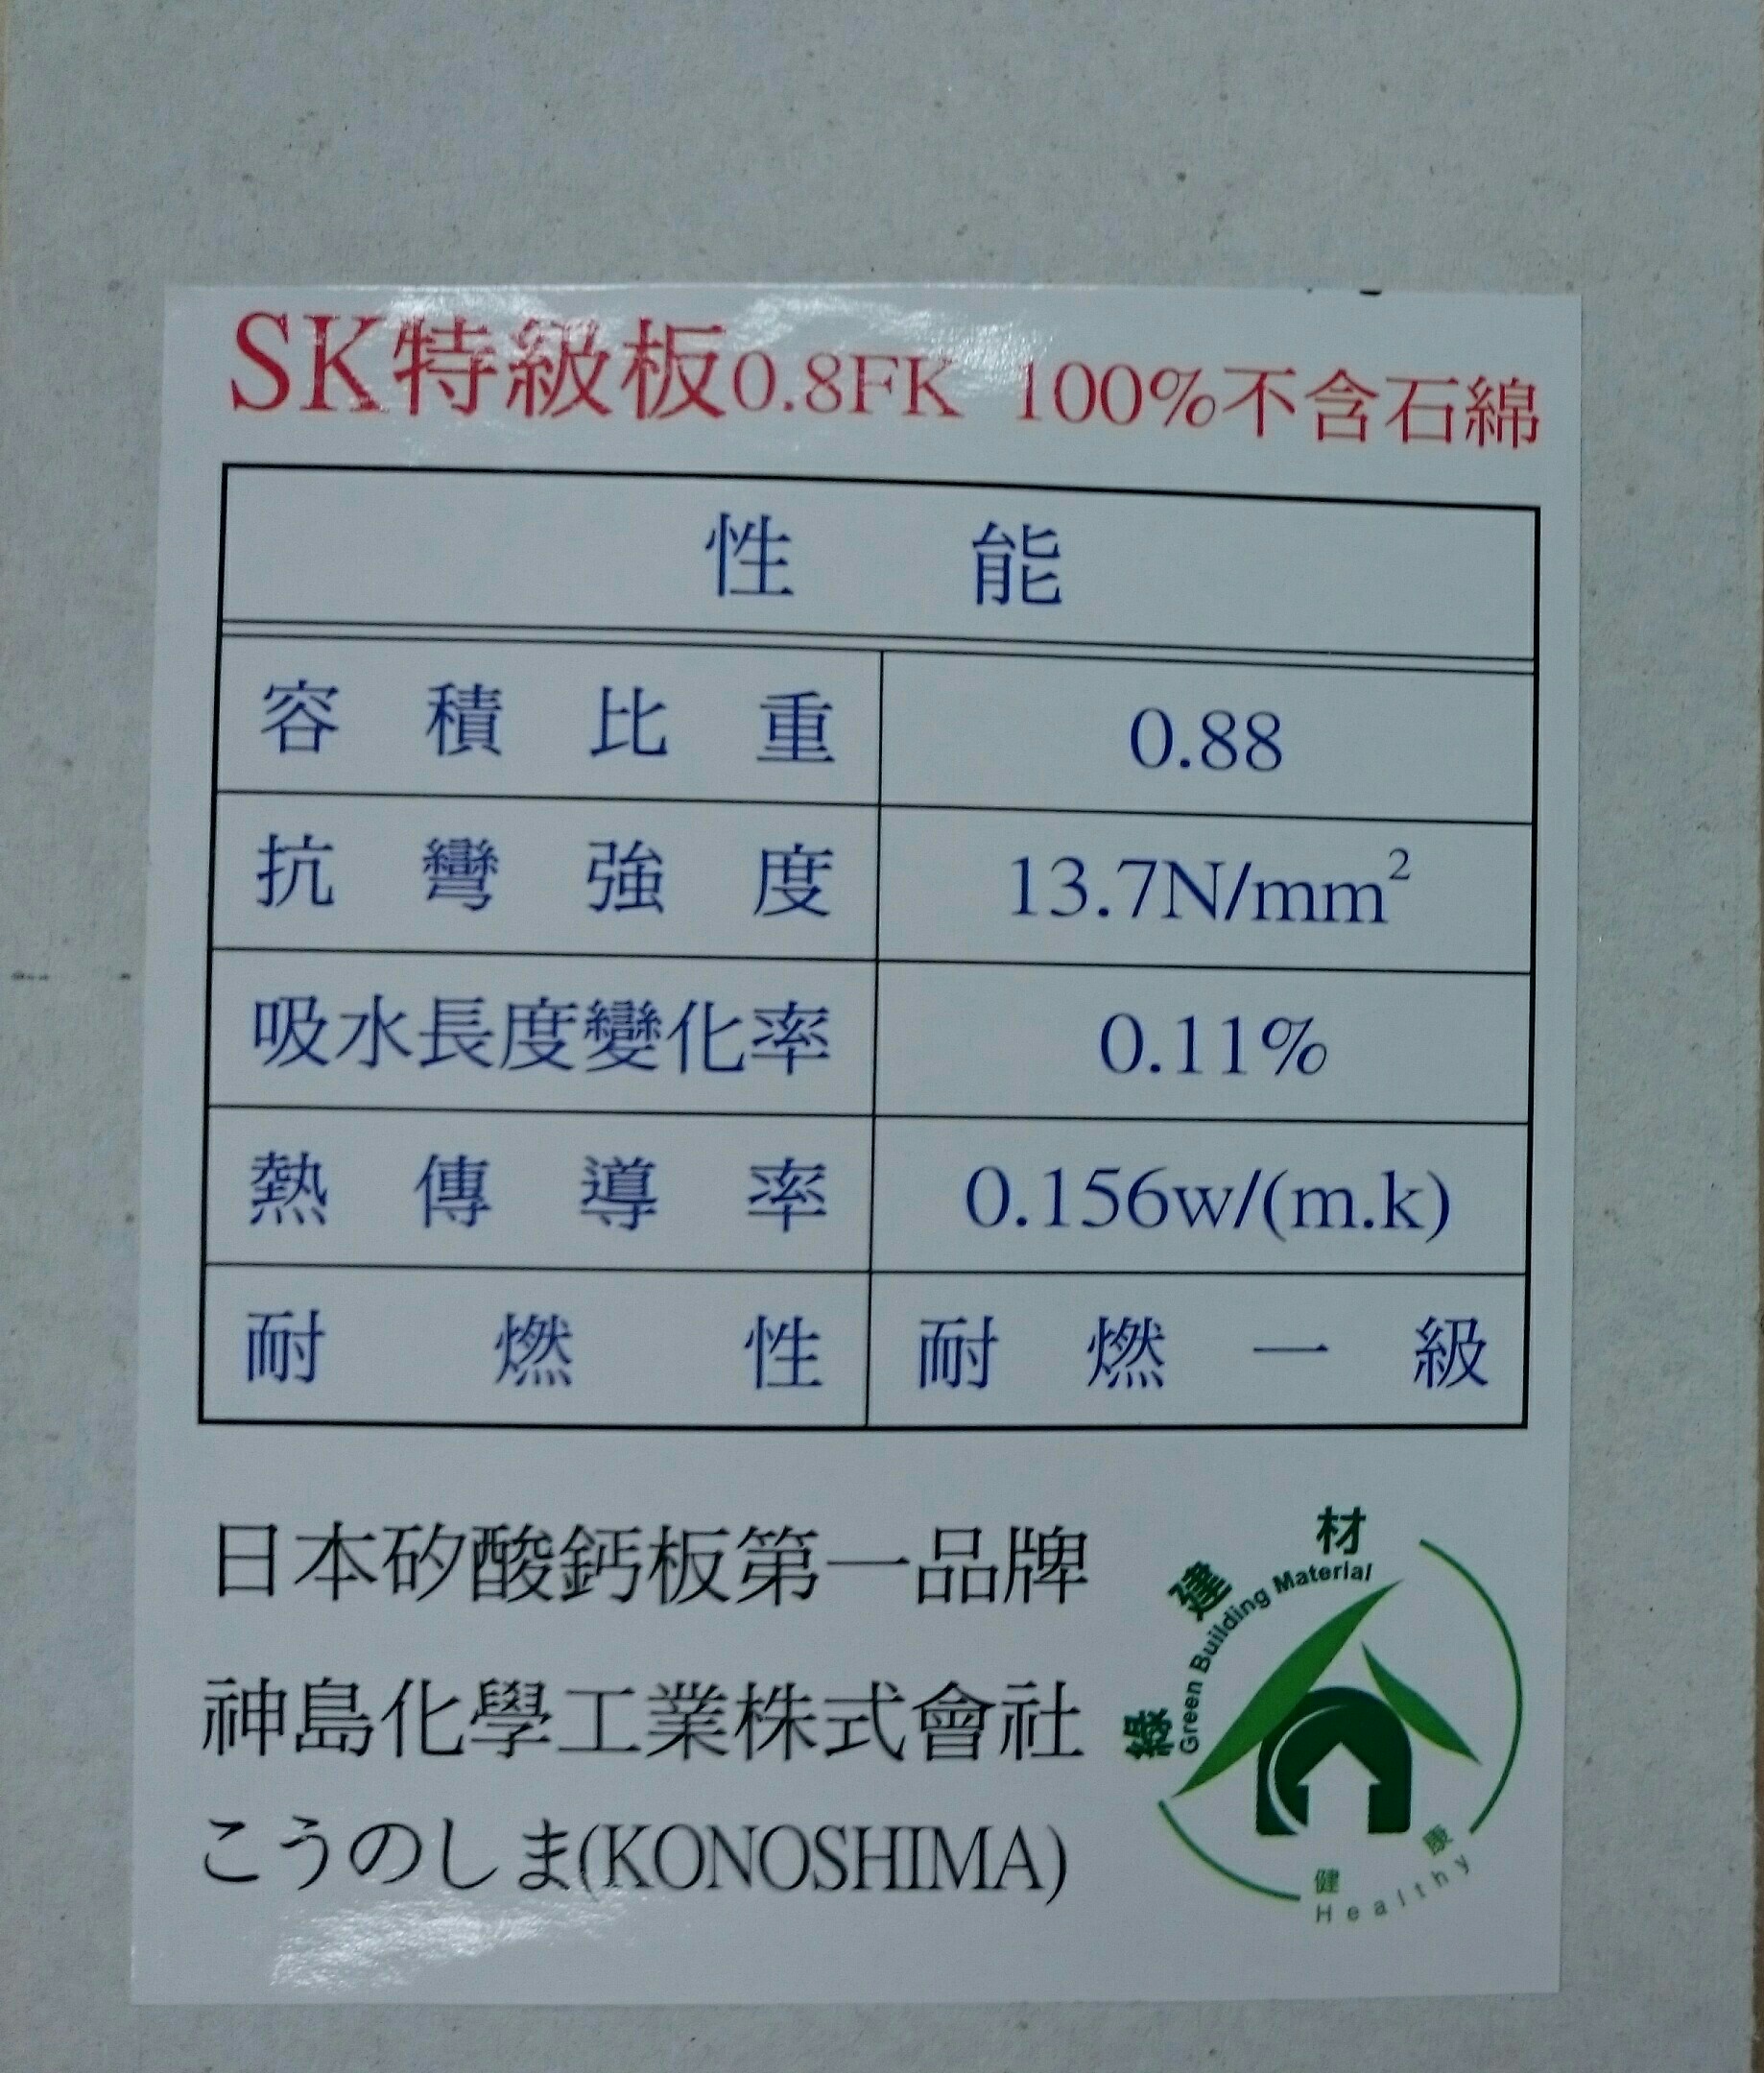 SK特級板0.8FK 100%不含石綿
性能
容積比重 0.88
抗彎強度 13.7N/mm²
吸水長度變化率 0.11%
熱傳導率 0.156w/(m.k)
耐燃性 耐燃一級
日本矽酸鈣板第一品牌
神島化學工業株式會社
こうのしま(KONOSHIMA)
綠建材
Green Building Material
健康
Healthy